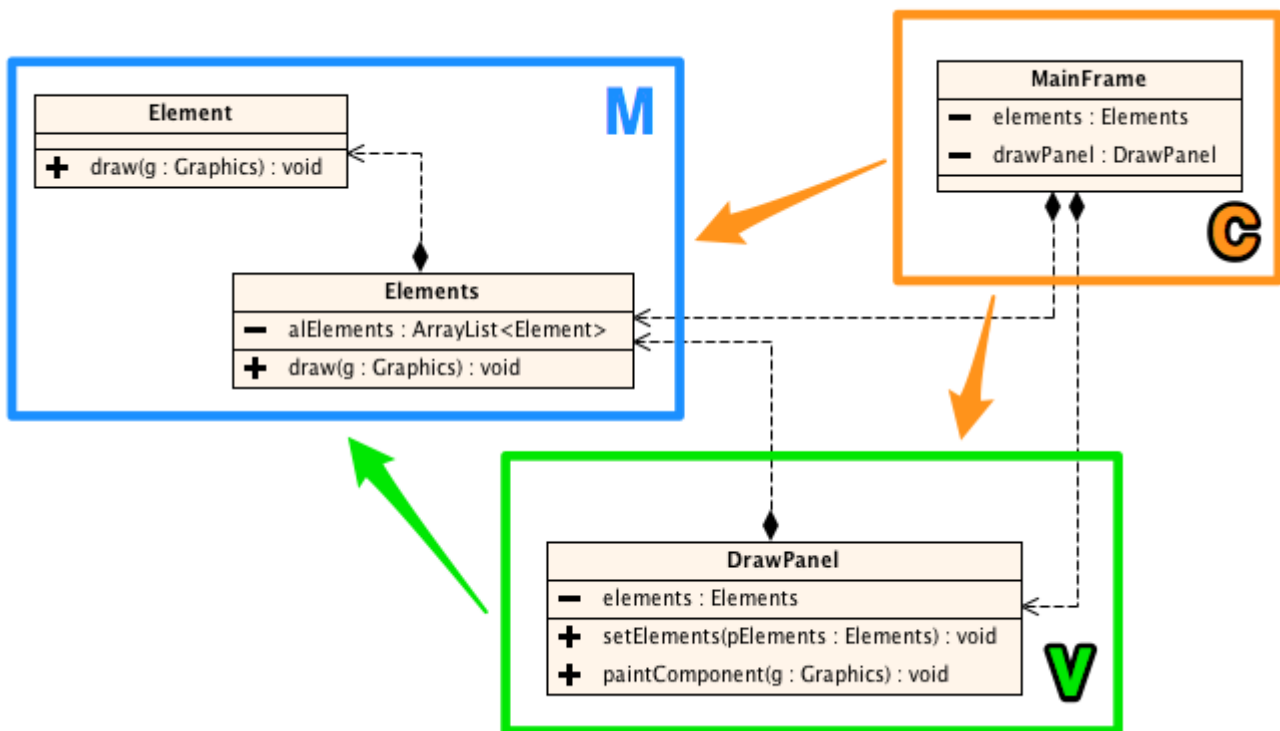 M
Element
+ draw(g : Graphics) : void
Elements
- alElements : ArrayList<Element>
+ draw(g : Graphics) : void
MainFrame
- elements : Elements
- drawPanel : DrawPanel
C
DrawPanel
- elements : Elements
+ setElements(pElements : Elements) : void
+ paintComponent(g : Graphics) : void
V